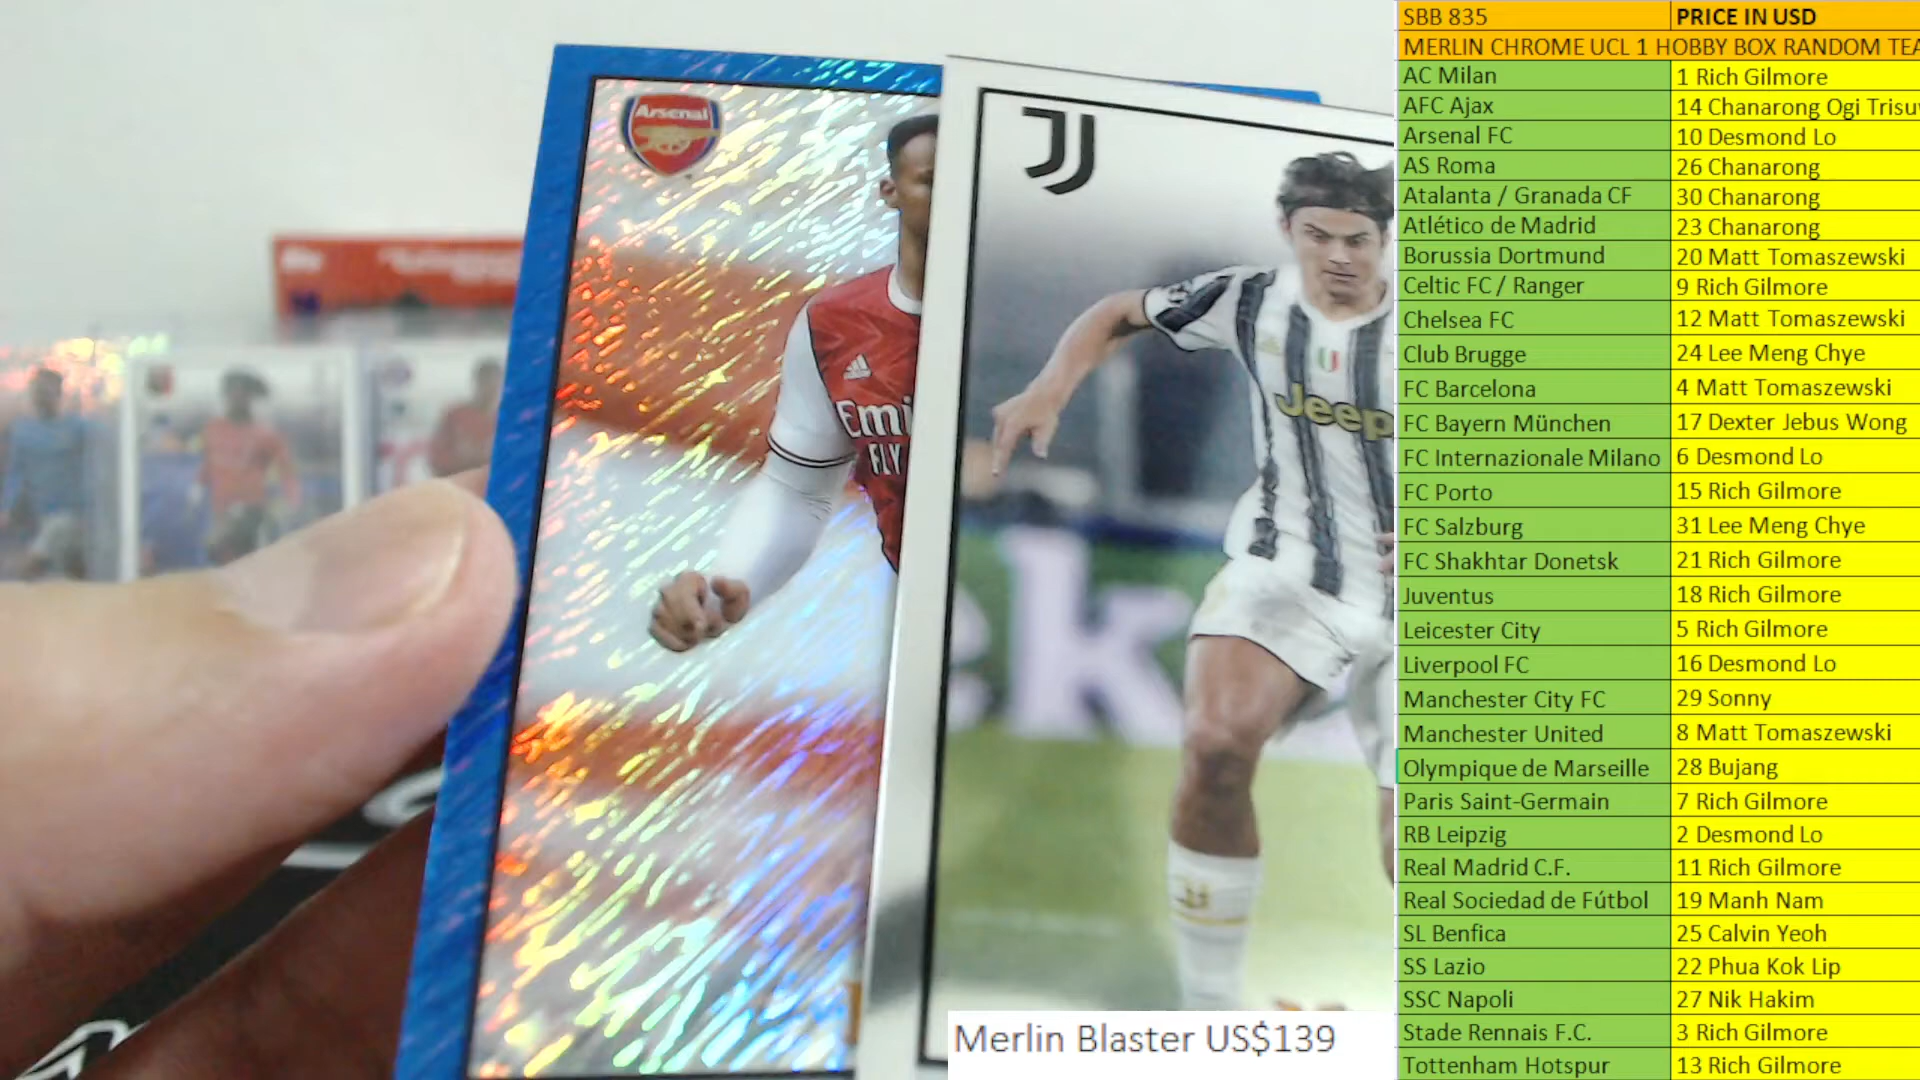 Arsenal
Emi
FLY
Jeep
Merlin Blaster US$139
SBB 835 PRICE IN USD
MERLIN CHROME UCL 1 HOBBY BOX RANDOM TEA
AC Milan 1 Rich Gilmore
AFC Ajax 14 Chanarong Ogi Trisuw
Arsenal FC 10 Desmond Lo
AS Roma 26 Chanarong
Atalanta / Granada CF 30 Chanarong
Atlético de Madrid 23 Chanarong
Borussia Dortmund 20 Matt Tomaszewski
Celtic FC / Ranger 9 Rich Gilmore
Chelsea FC 12 Matt Tomaszewski
Club Brugge 24 Lee Meng Chye
FC Barcelona 4 Matt Tomaszewski
FC Bayern München 17 Dexter Jebus Wong
FC Internazionale Milano 6 Desmond Lo
FC Porto 15 Rich Gilmore
FC Salzburg 31 Lee Meng Chye
FC Shakhtar Donetsk 21 Rich Gilmore
Juventus 18 Rich Gilmore
Leicester City 5 Rich Gilmore
Liverpool FC 16 Desmond Lo
Manchester City FC 29 Sonny
Manchester United 8 Matt Tomaszewski
Olympique de Marseille 28 Bujang
Paris Saint-Germain 7 Rich Gilmore
RB Leipzig 2 Desmond Lo
Real Madrid C.F. 11 Rich Gilmore
Real Sociedad de Fútbol 19 Manh Nam
SL Benfica 25 Calvin Yeoh
SS Lazio 22 Phua Kok Lip
SSC Napoli 27 Nik Hakim
Stade Rennais F.C. 3 Rich Gilmore
Tottenham Hotspur 13 Rich Gilmore